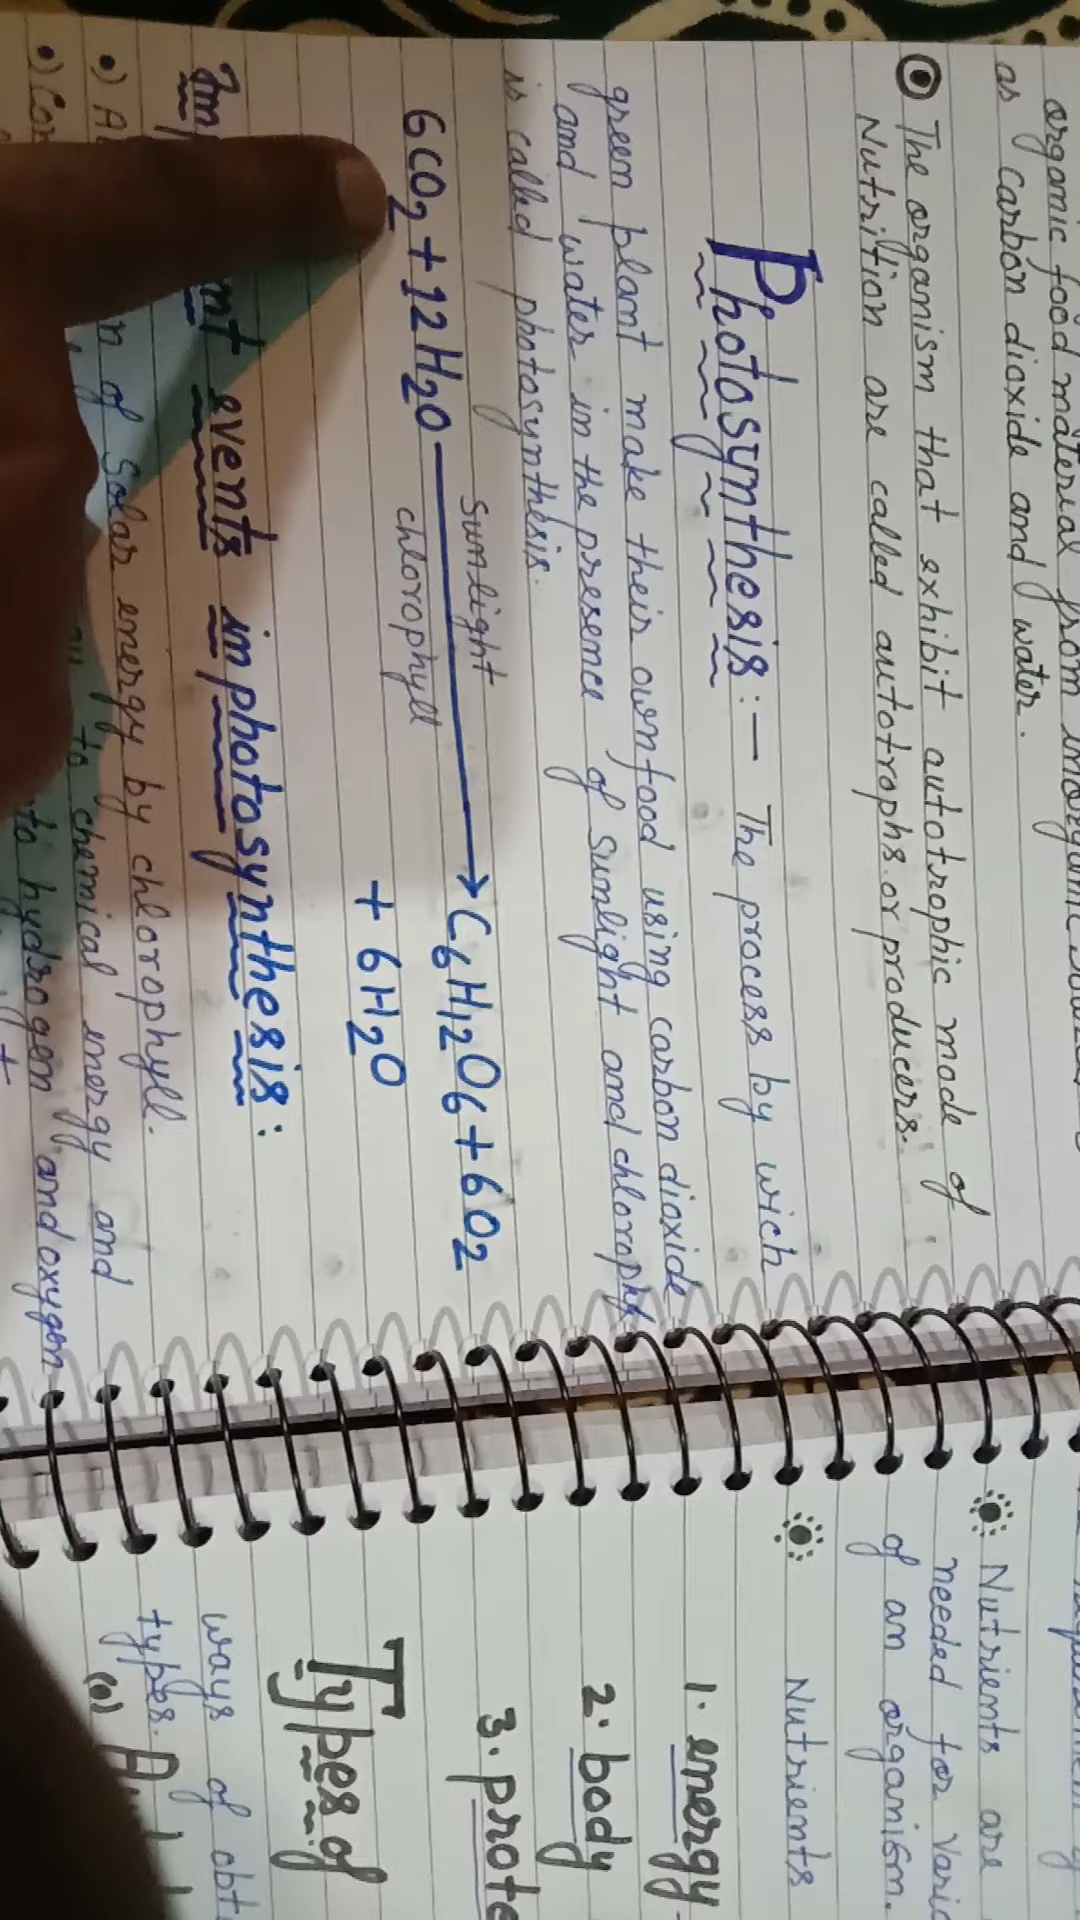 organic food material from inorganic
as carbon dioxide and water.
The organism that exhibit autotrophic mode of
Nutrition are called autotrophs. or producers.
Photosynthesis :- The process by wich
green plant make their own food using carbon dioxide
and water in the presence of sunlight and chlorophy
is called photosynthesis.
6CO2 + 12H2O → C6H12O6 + 6O2
sunlight
chlorophyll
+ 6H2O
events in photosynthesis:
of solar energy by chlorophyll.
to chemical energy and
to hydrogen and oxygen
Nutrients are
needed for
of an organism.
Nutrients
1. energy
2. body
3.
Types of
ways of
types.